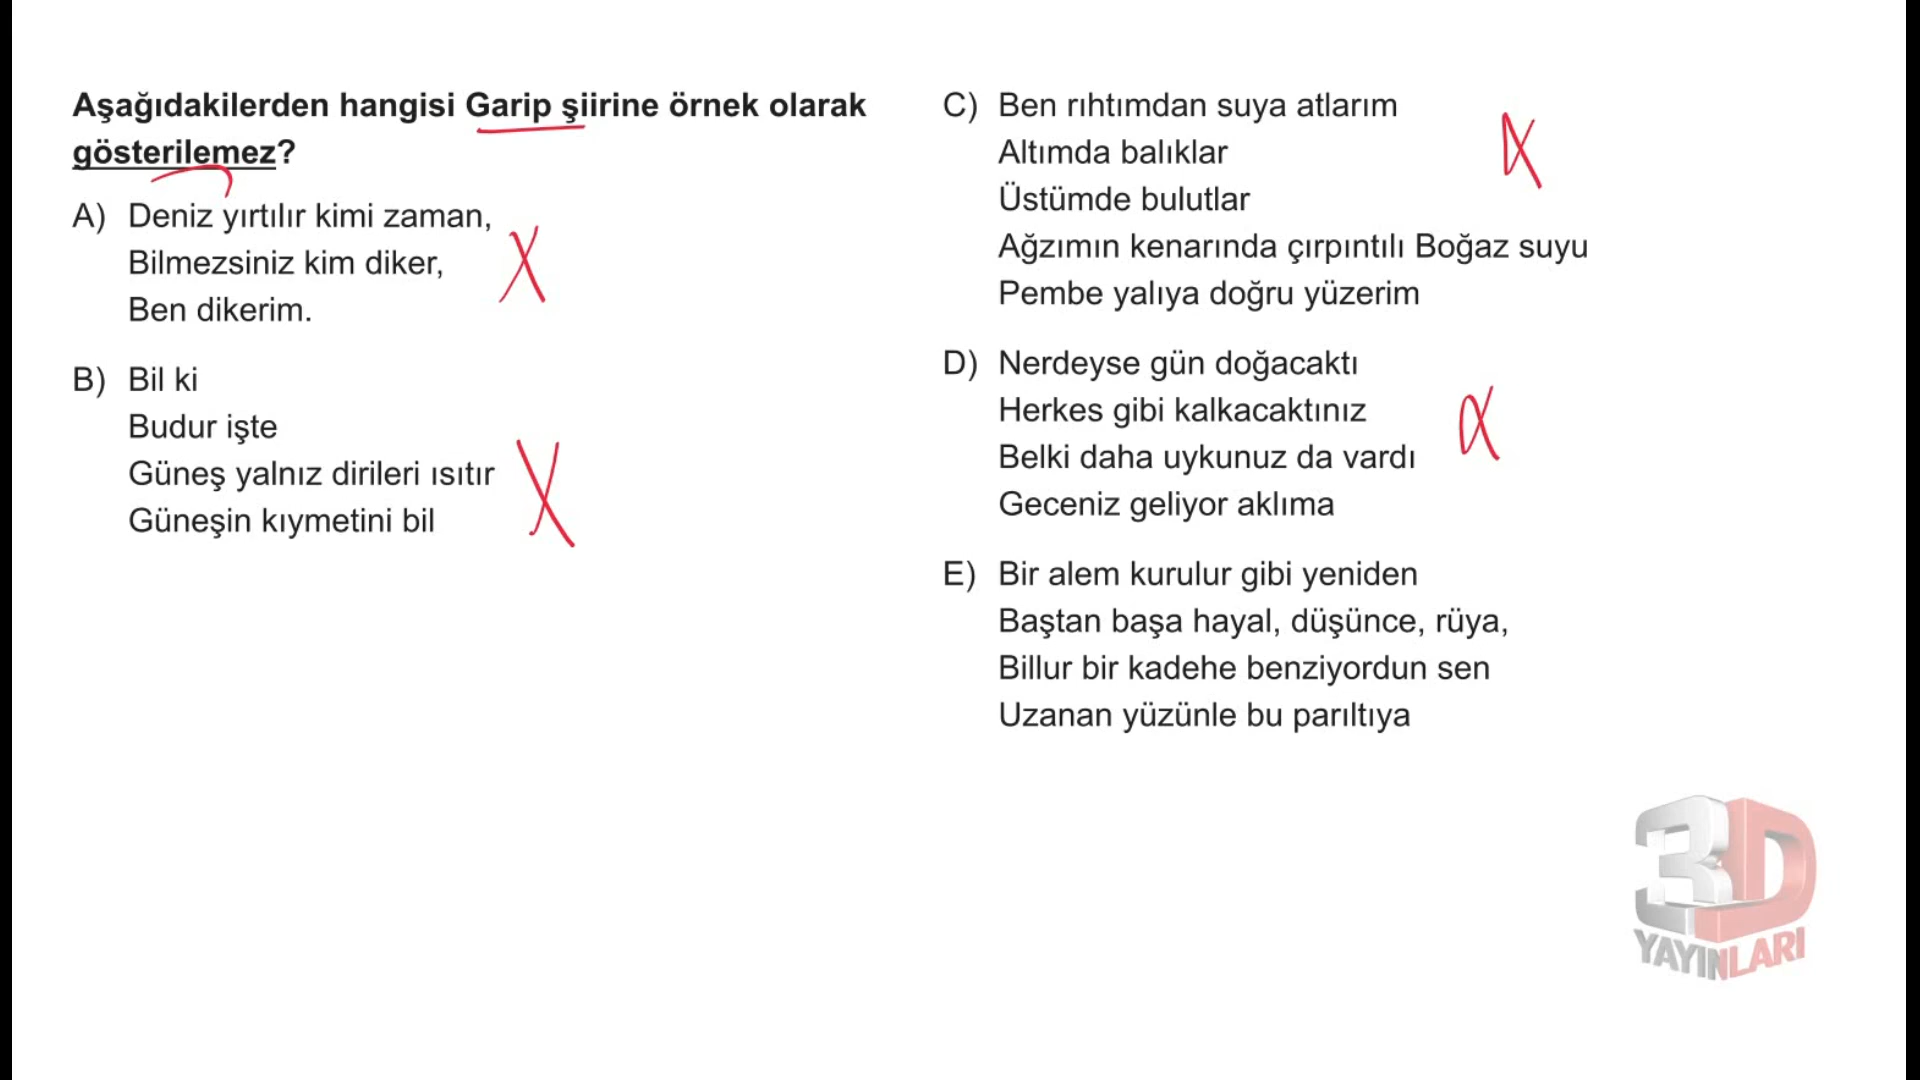 Aşağıdakilerden hangisi Garip şiirine örnek olarak
gösterilemez?
A) Deniz yırtılır kimi zaman,
Bilmezsiniz kim diker,
Ben dikerim.
B) Bil ki
Budur işte
Güneş yalnız dirileri ısıtır
Güneşin kıymetini bil
C) Ben rıhtımdan suya atlarım
Altımda balıklar
Üstümde bulutlar
Ağzımın kenarında çırpıntılı Boğaz suyu
Pembe yalıya doğru yüzerim
D) Nerdeyse gün doğacaktı
Herkes gibi kalkacaktınız
Belki daha uykunuz da vardı
Geceniz geliyor aklıma
E) Bir alem kurulur gibi yeniden
Baştan başa hayal, düşünce, rüya,
Billur bir kadehe benziyordun sen
Uzanan yüzünle bu parıltıya
3D
YAYINLARI